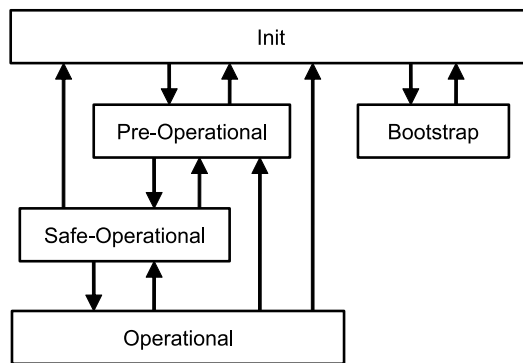 Init
Pre-Operational
Bootstrap
Safe-Operational
Operational